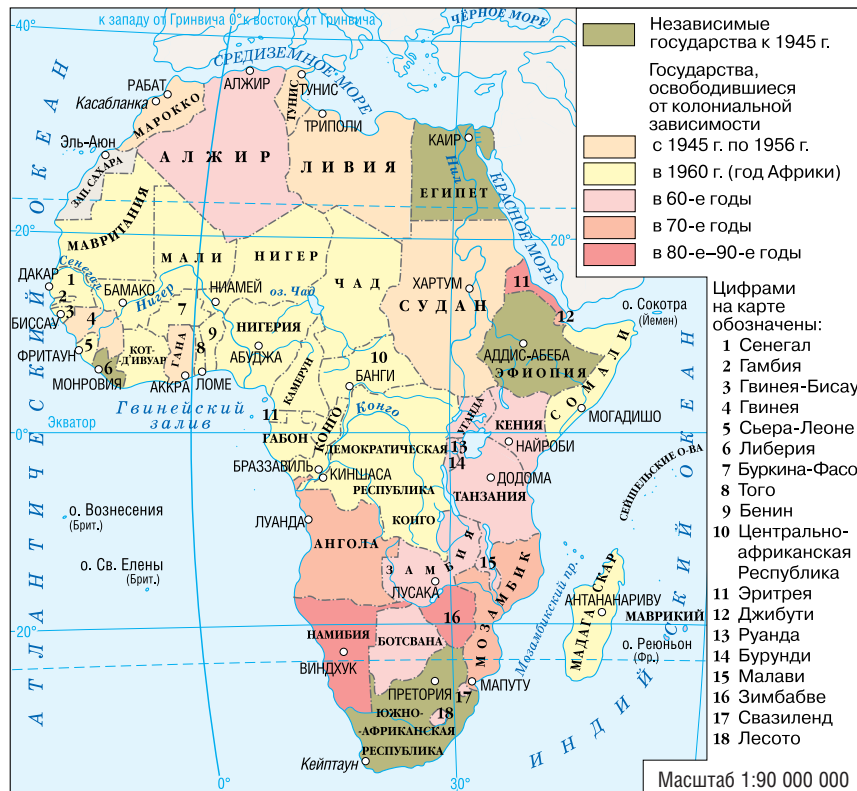 к западу от Гринвича 0° к востоку от Гринвича
40°
ЧЁРНОЕ МОРЕ
СРЕДИЗЕМНОЕ МОРЕ
РАБАТ
АЛЖИР
ТУНИС
Касабланка
ТУНИС
МАРОККО
ТРИПОЛИ
КАИР
Эль-Аюн
АЛЖИР
ЛИВИЯ
Нил
ЕГИПЕТ
ЗАП. САХАРА
КРАСНОЕ МОРЕ
МАВРИТАНИЯ
20°
20°
МАЛИ
НИГЕР
ЧАД
ХАРТУМ
СУДАН
11
ДАКАР
Сенегал
1
БАМАКО
НИАМЕЙ
оз. Чад
2
Нигер
12
о. Сокотра
(Йемен)
БИССАУ
3
4
7
9
НИГЕРИЯ
АДДИС-АБЕБА
ФРИТАУН
5
КОТ-
Д'ИВУАР
ГАНА
8
АБУДЖА
10
ЭФИОПИЯ
СОМАЛИ
6
МОНРОВИЯ
АККРА
ЛОМЕ
КАМЕРУН
БАНГИ
Гвинейский
залив
11
Конго
УГАНДА
КЕНИЯ
МОГАДИШО
Экватор
0°
ГАБОН
КОНГО
ДЕМОКРАТИЧЕСКАЯ
13
НАЙРОБИ
БРАЗЗАВИЛЬ
КИНШАСА
14
ДОДОМА
РЕСПУБЛИКА
ТАНЗАНИЯ
СЕЙШЕЛЬСКИЕ О-ВА
о. Вознесения
(Брит.)
ЛУАНДА
КОНГО
АНГОЛА
о. Св. Елены
(Брит.)
ЗАМБИЯ
15
ЛУСАКА
МОЗАМБИК
Мозамбикский пр.
МАДАГАСКАР
АНТАНАНАРИВУ
16
МАВРИКИЙ
20°
НАМИБИЯ
БОТСВАНА
о. Реюньон
(Фр.)
ВИНДХУК
ПРЕТОРИЯ
17
МАПУТУ
ЮЖНО-
18
-АФРИКАНСКАЯ
РЕСПУБЛИКА
Кейптаун
0°
30°
АТЛАНТИЧЕСКИЙ ОКЕАН
ИНДИЙСКИЙ ОКЕАН
Независимые
государства к 1945 г.
Государства,
освободившиеся
от колониальной
зависимости
с 1945 г. по 1956 г.
в 1960 г. (год Африки)
в 60-е годы
в 70-е годы
в 80-е–90-е годы
Цифрами
на карте
обозначены:
1 Сенегал
2 Гамбия
3 Гвинея-Бисау
4 Гвинея
5 Сьера-Леоне
6 Либерия
7 Буркина-Фасо
8 Того
9 Бенин
10 Центрально-
африканская
Республика
11 Эритрея
12 Джибути
13 Руанда
14 Бурунди
15 Малави
16 Зимбабве
17 Свазиленд
18 Лесото
Масштаб 1:90 000 000